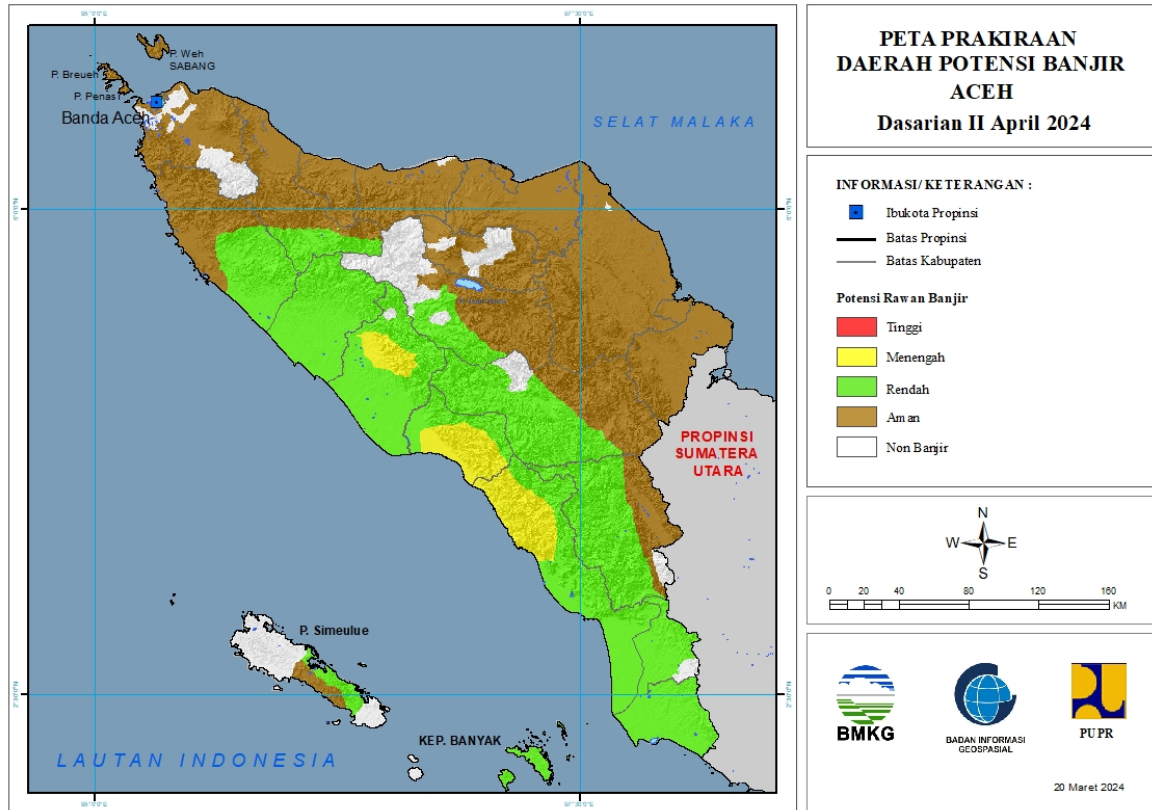 PETA PRAKIRAAN
DAERAH POTENSI BANJIR
ACEH
Dasarian II April 2024
INFORMASI/KETERANGAN :
Ibukota Propinsi
Batas Propinsi
Batas Kabupaten
Potensi Rawan Banjir
Tinggi
Menengah
Rendah
Aman
Non Banjir
N
W E
S
0 20 40 80 120 160
KM
BMKG
BADAN INFORMASI
GEOSPASIAL
PUPR
20 Maret 2024
P. Weh
SABANG
P. Breueh
P. Penasi
Banda Aceh
SELAT MALAKA
PROPINSI
SUMATERA
UTARA
P. Simeulue
KEP. BANYAK
LAUTAN INDONESIA